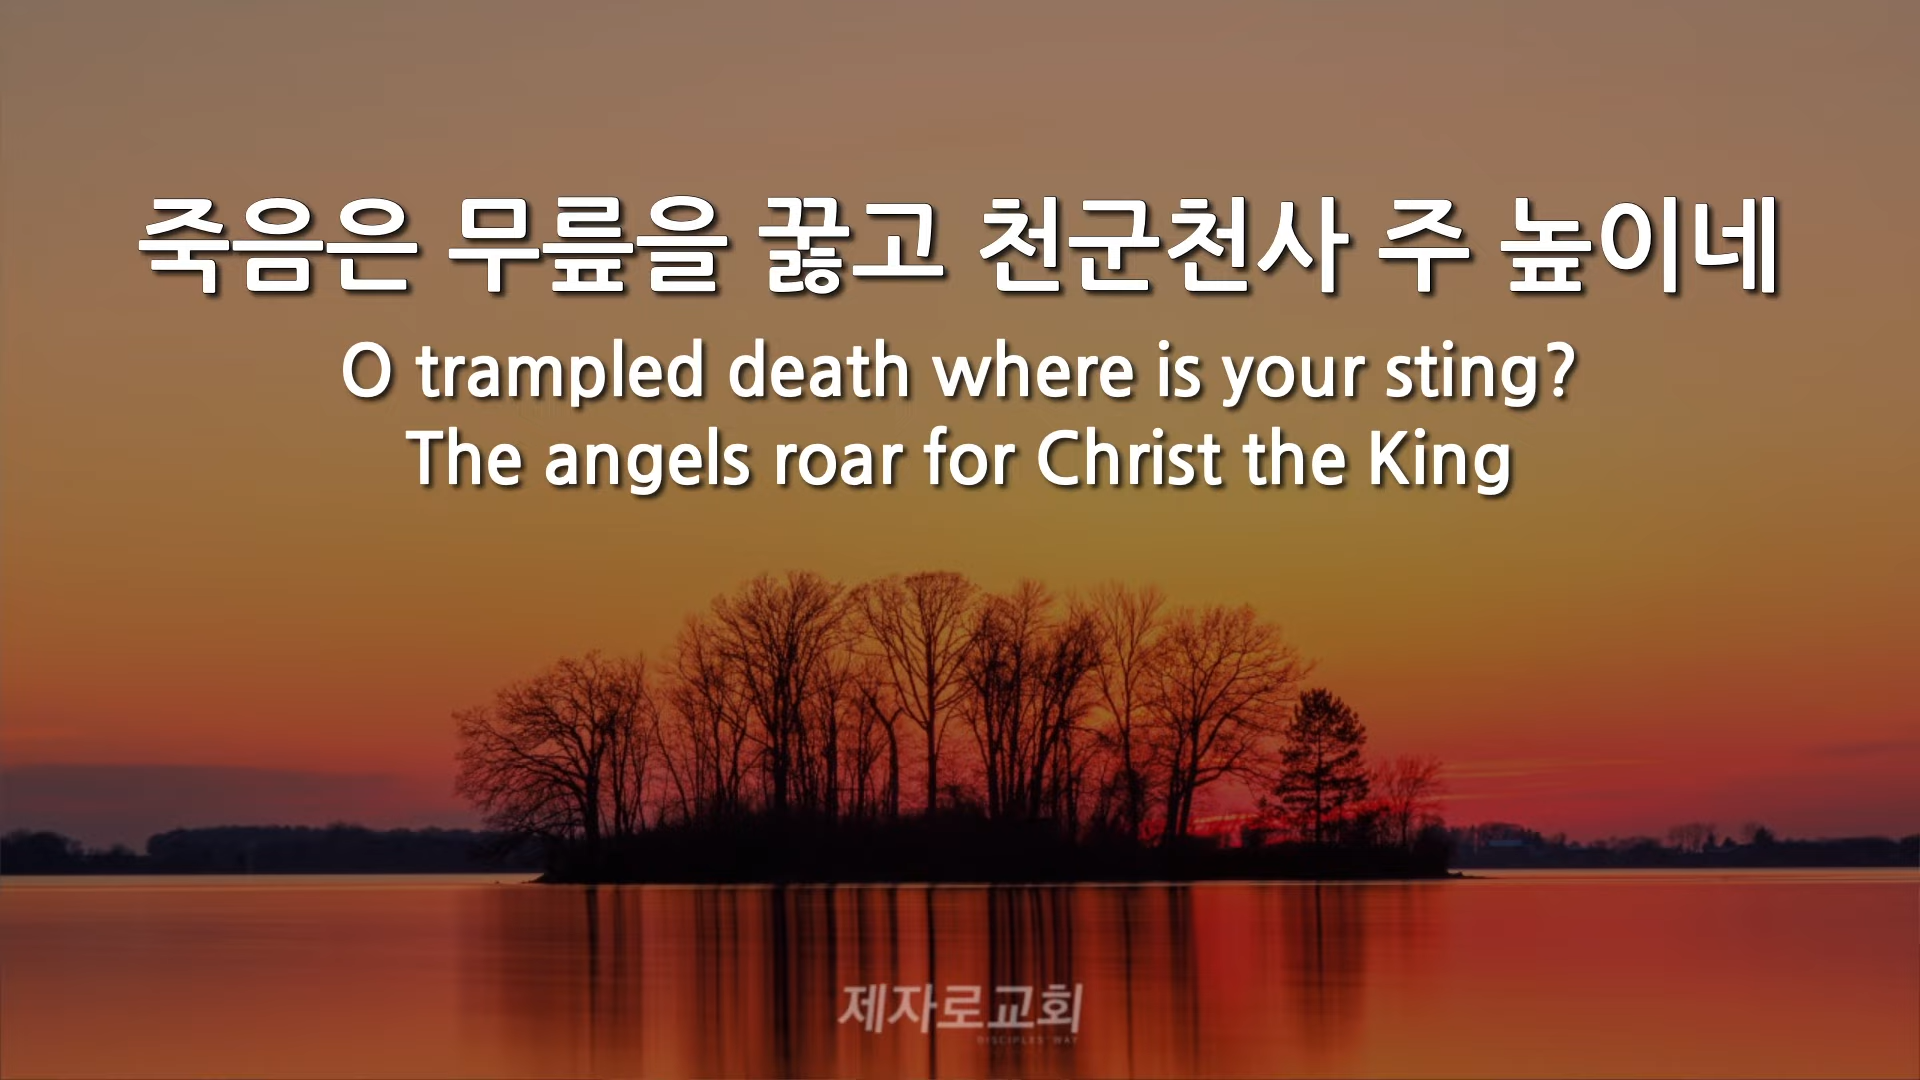 죽음은 무릎을 꿇고 천군천사 주 높이네
O trampled death where is your sting?
The angels roar for Christ the King
제자로교회
DISCIPLES' WAY